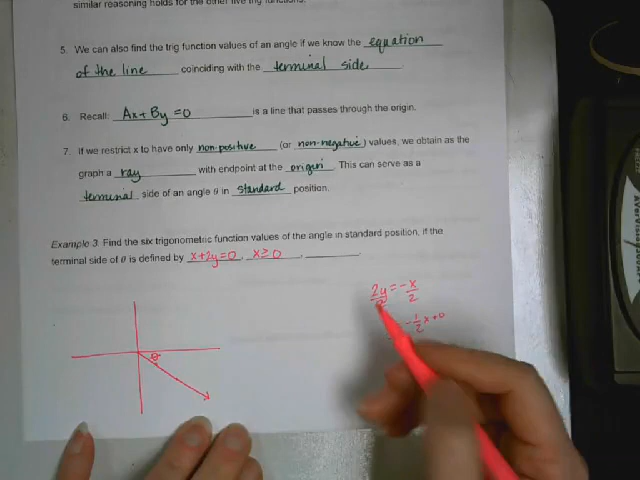 similar reasoning holds for the other five trig functions.
5. We can also find the trig function values of an angle if we know the equation
of the line coinciding with the terminal side.
6. Recall: Ax + By = 0 is a line that passes through the origin.
7. If we restrict x to have only non-positive (or non-negative) values, we obtain as the
graph a ray with endpoint at the origin. This can serve as a
terminal side of an angle θ in standard position.
Example 3: Find the six trigonometric function values of the angle in standard position, if the
terminal side of θ is defined by x+2y=0, x≥0,
2y = -x
2 2
-1/2 x+0
θ